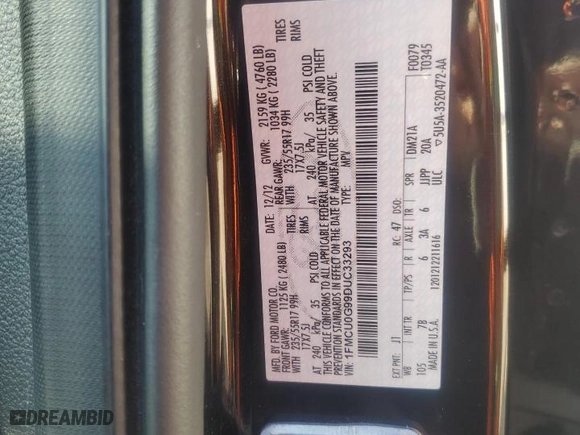 MFD. BY FORD MOTOR CO.
DATE: 12/12 GVWR: 2159 KG ( 4760 LB)
FRONT GAWR: 1125 KG ( 2480 LB) REAR GAWR: 1034 KG ( 2280 LB)
235/55R17 99H WITH TIRES 235/55R17 99H WITH TIRES
17X7.5J RIMS 17X7.5J RIMS
AT 240 kPa/ 35 PSI COLD AT 240 kPa/ 35 PSI COLD
THIS VEHICLE CONFORMS TO ALL APPLICABLE FEDERAL MOTOR VEHICLE SAFETY AND THEFT
PREVENTION STANDARDS IN EFFECT ON THE DATE OF MANUFACTURE SHOWN ABOVE.
VIN: 1FMCU0G99DUC33293
TYPE: MPV
EXT PNT: J1 RC: 47 DSO: F0079
WB INT TR TP/PS R AXLE TR SPR DM21A T0345
105 7B 6 3A 6 JJPP 20A
MADE IN U.S.A. 1201212211616 ULC 5U5A-3520472-AA
DREAMBID